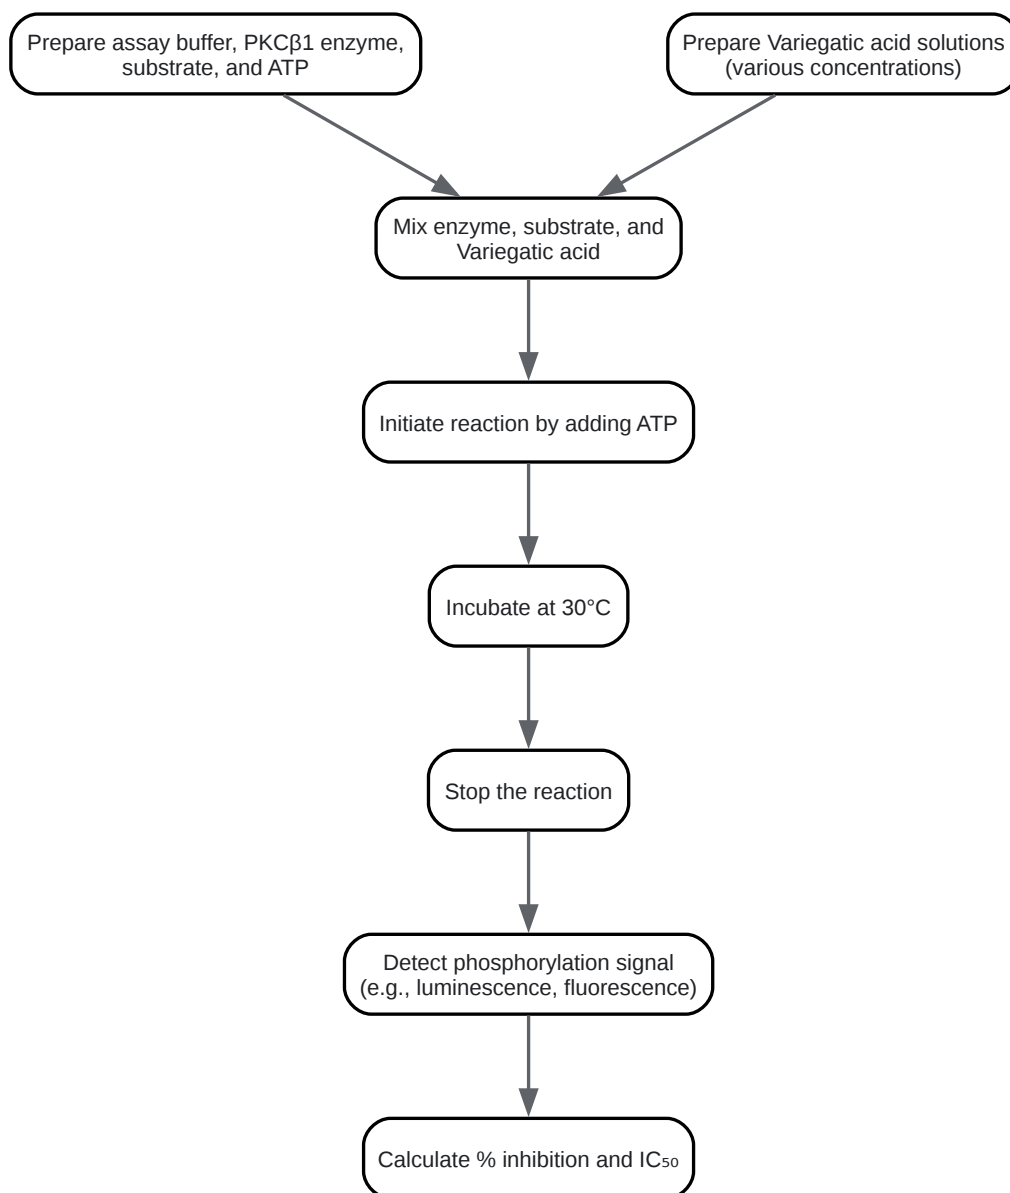 Prepare assay buffer, PKCβ1 enzyme,
substrate, and ATP
Prepare Variegatic acid solutions
(various concentrations)
Mix enzyme, substrate, and
Variegatic acid
Initiate reaction by adding ATP
Incubate at 30°C
Stop the reaction
Detect phosphorylation signal
(e.g., luminescence, fluorescence)
Calculate % inhibition and IC₅₀